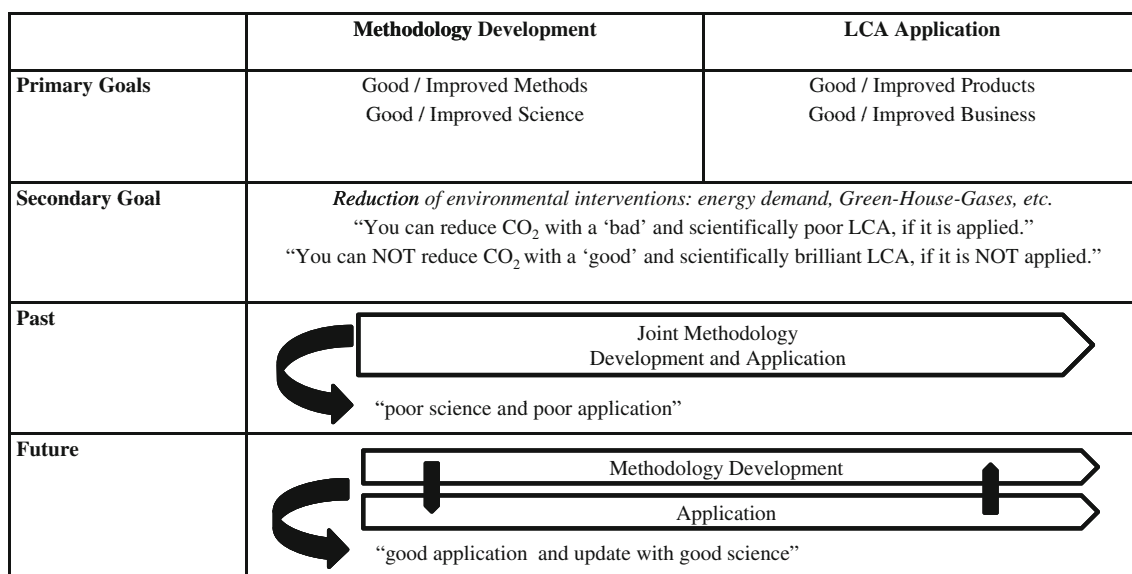 Methodology Development
LCA Application
Primary Goals
Good / Improved Methods
Good / Improved Science
Good / Improved Products
Good / Improved Business
Secondary Goal
Reduction of environmental interventions: energy demand, Green-House-Gases, etc.
“You can reduce CO₂ with a ‘bad’ and scientifically poor LCA, if it is applied.”
“You can NOT reduce CO₂ with a ‘good’ and scientifically brilliant LCA, if it is NOT applied.”
Past
Joint Methodology
Development and Application
“poor science and poor application”
Future
Methodology Development
Application
“good application and update with good science”